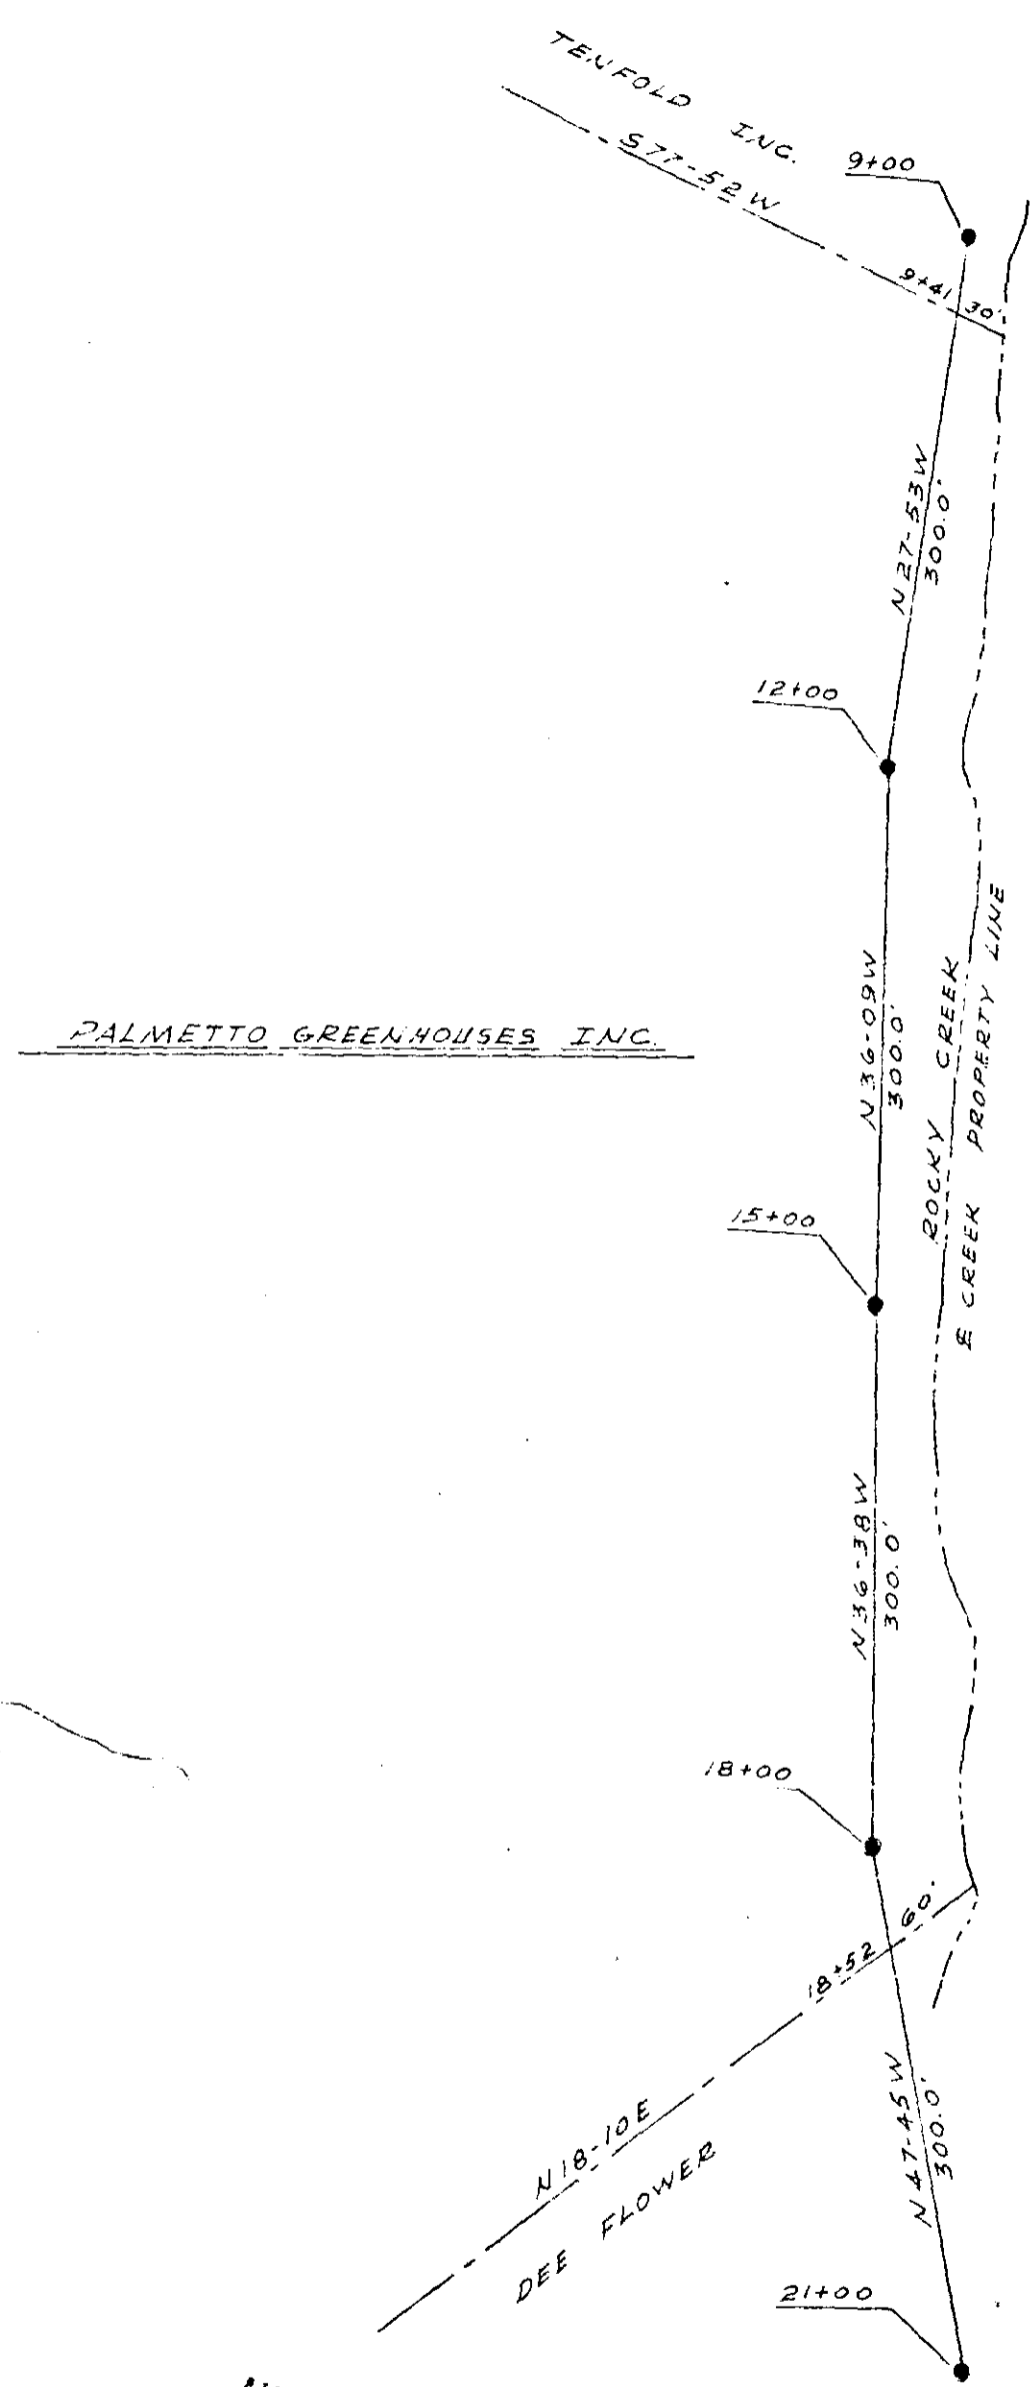 TENFOLD INC.
9+00
S77-52W
9+41
30'
N27-53W
300.0'
12+00
PALMETTO GREENHOUSES INC.
N36-09W
300.0'
ROCKY CREEK
℄ CREEK PROPERTY LINE
15+00
N36-38W
300.0'
18+00
60'
18+52
N18-10E
DEE FLOWER
N47-45W
300.0'
21+00